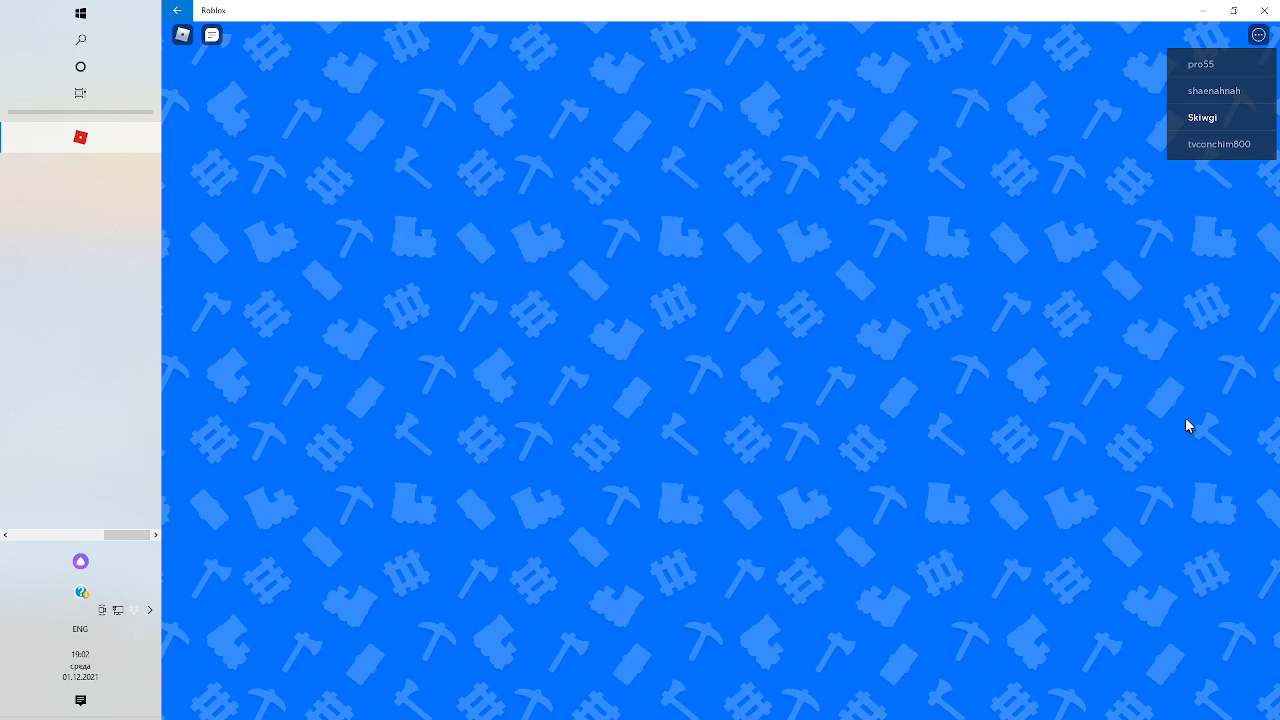 Roblox
pro55
shaenahnah
Skiwgi
tvconchim800
ENG
19:02
среда
01.12.2021